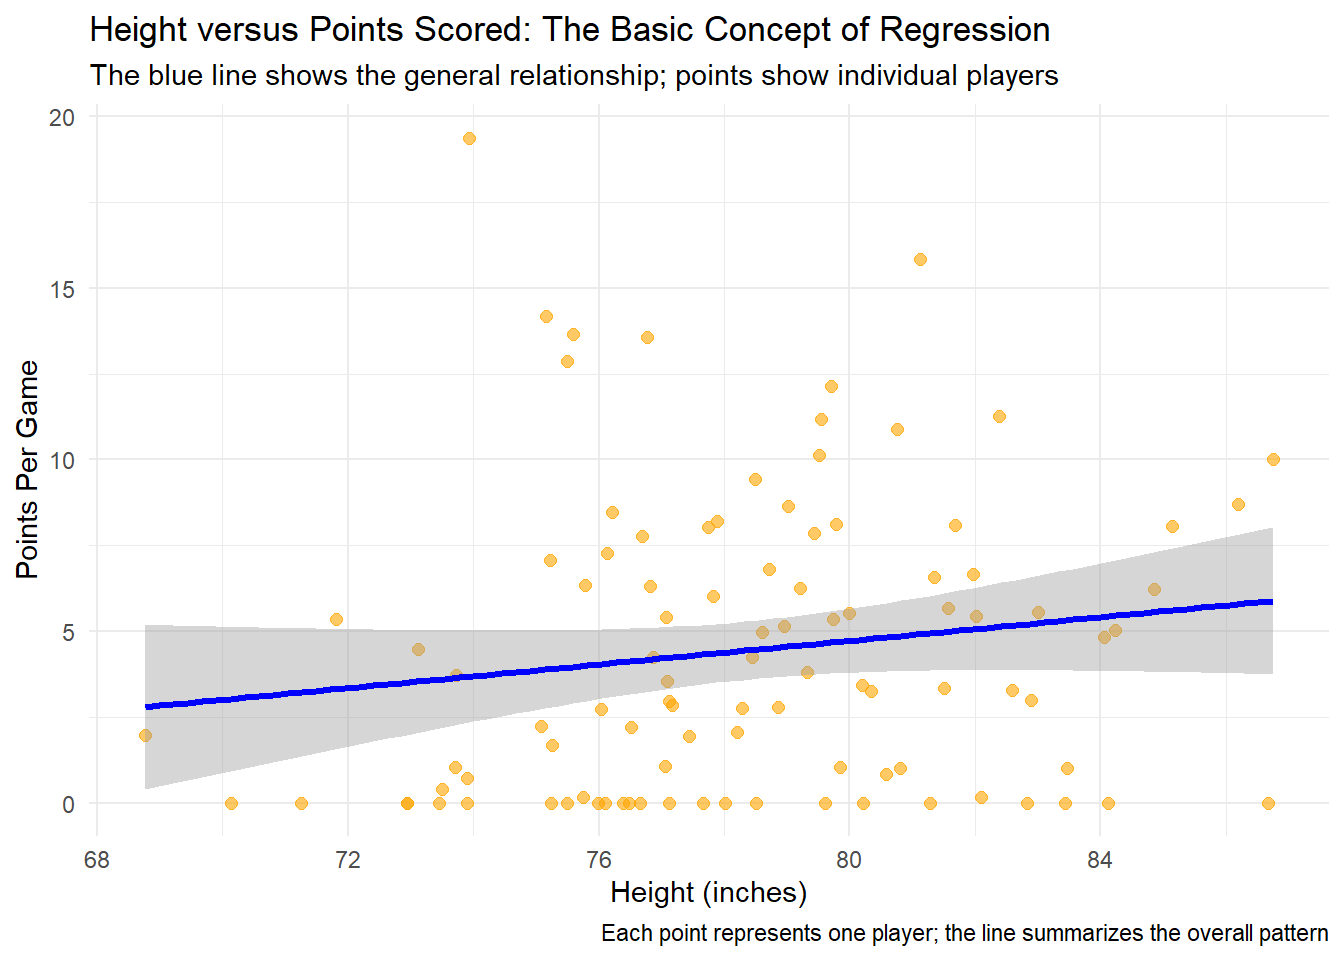 Height versus Points Scored: The Basic Concept of Regression
The blue line shows the general relationship; points show individual players
20
15
10
5
0
Points Per Game
68 72 76 80 84
Height (inches)
Each point represents one player; the line summarizes the overall pattern